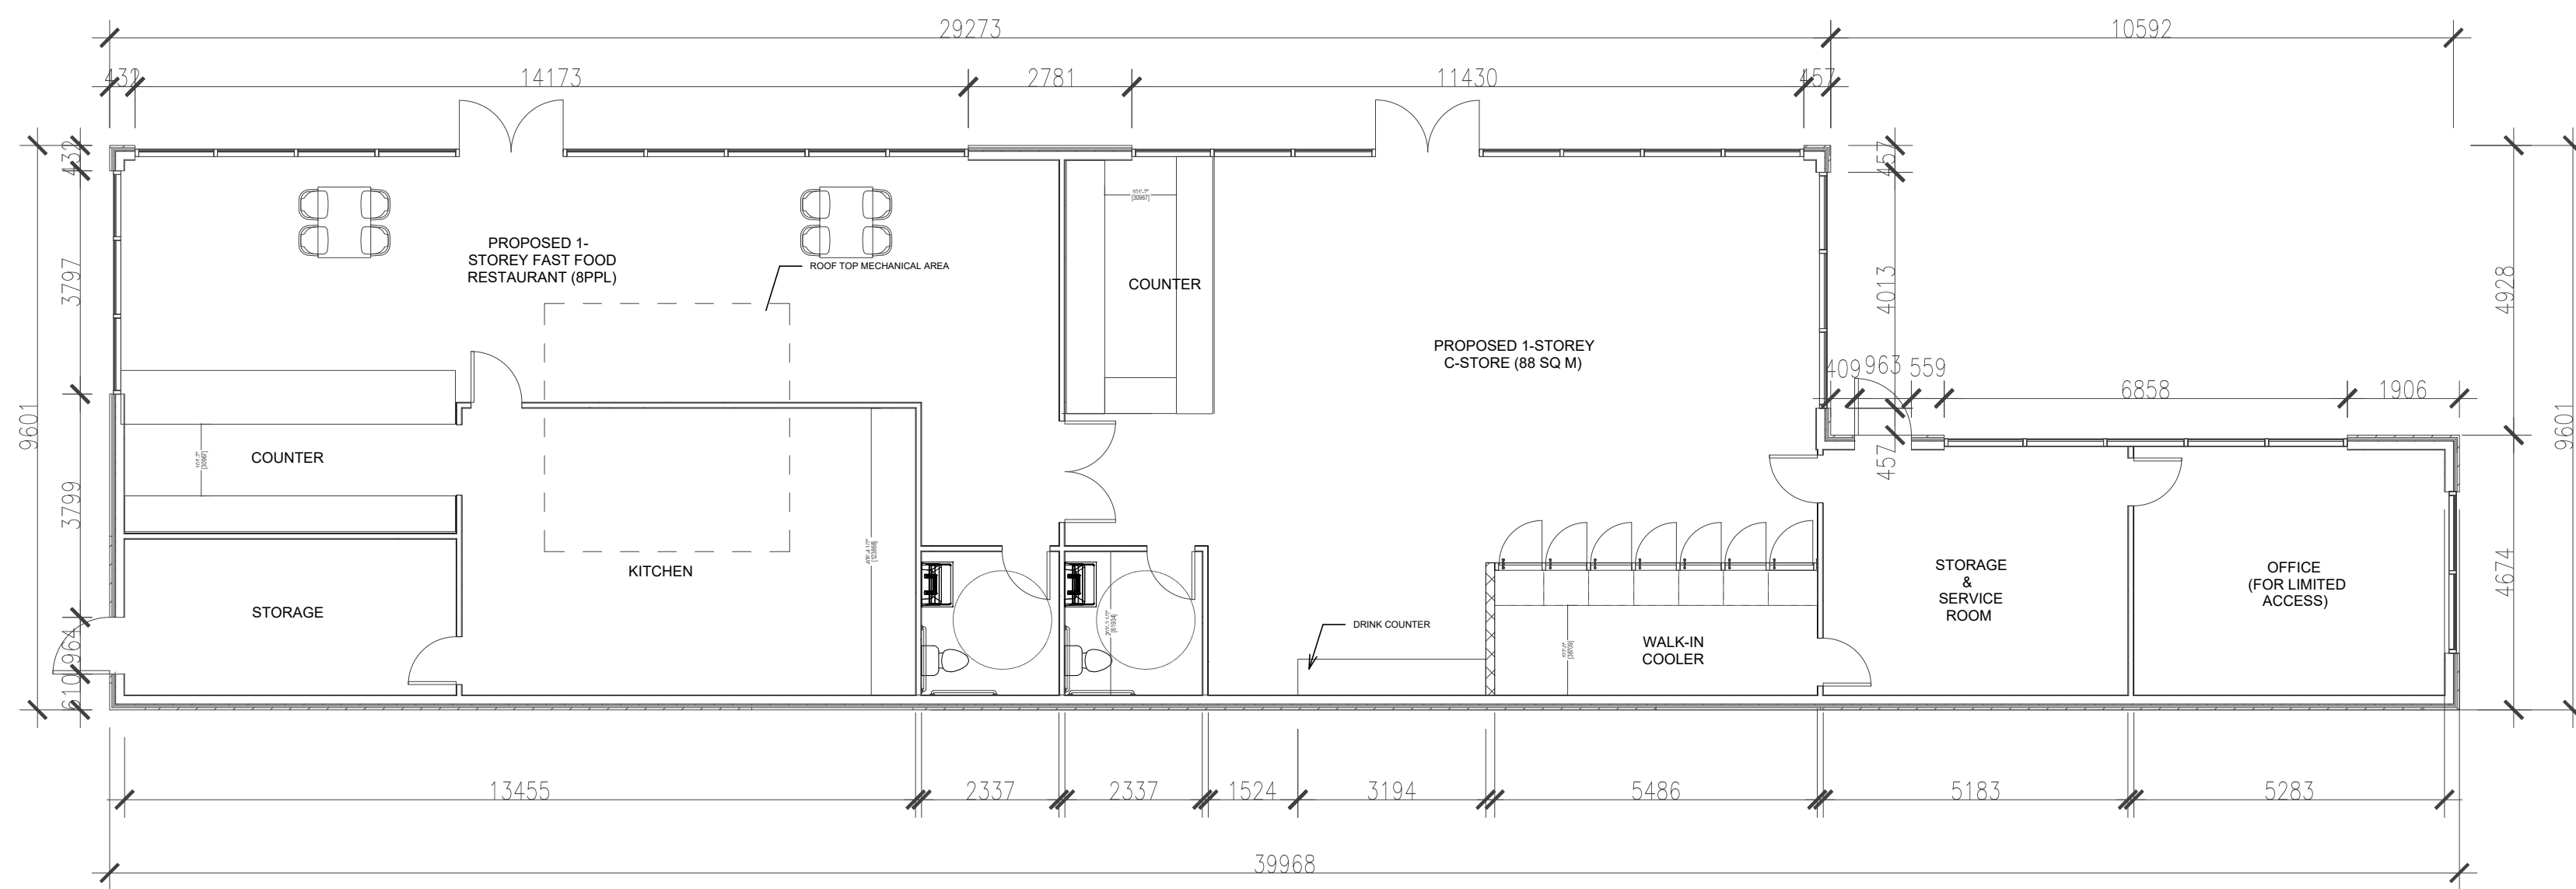 29273
10592
432
14173
2781
11430
457
432
457
9601
3797
4013
4928
9601
PROPOSED 1-
STOREY FAST FOOD
RESTAURANT (8PPL)
ROOF TOP MECHANICAL AREA
101'-7"
[30967]
COUNTER
PROPOSED 1-STOREY
C-STORE (88 SQ M)
409
963
559
6858
1906
457
COUNTER
3799
KITCHEN
STORAGE
STORAGE
&
SERVICE
ROOM
OFFICE
(FOR LIMITED
ACCESS)
4674
DRINK COUNTER
WALK-IN
COOLER
964
610
13455
2337
2337
1524
3194
5486
5183
5283
39968